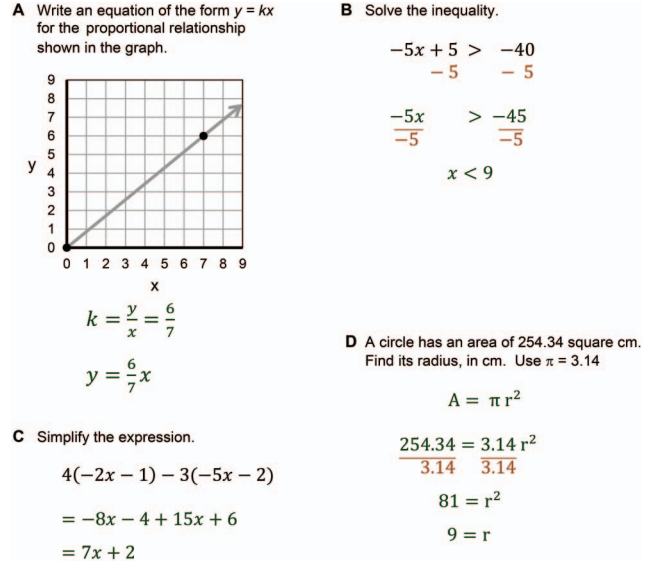 A Write an equation of the form y = kx
for the proportional relationship
shown in the graph.
9
8
7
6
5
y
4
3
2
1
0
0 1 2 3 4 5 6 7 8 9
x
k = y/x = 6/7
y = 6/7 x
B Solve the inequality.
−5x + 5 > −40
− 5 − 5
−5x > −45
−5 −5
x < 9
C Simplify the expression.
4(−2x − 1) − 3(−5x − 2)
= −8x − 4 + 15x + 6
= 7x + 2
D A circle has an area of 254.34 square cm.
Find its radius, in cm. Use π = 3.14
A = π r²
254.34 = 3.14 r²
3.14 3.14
81 = r²
9 = r